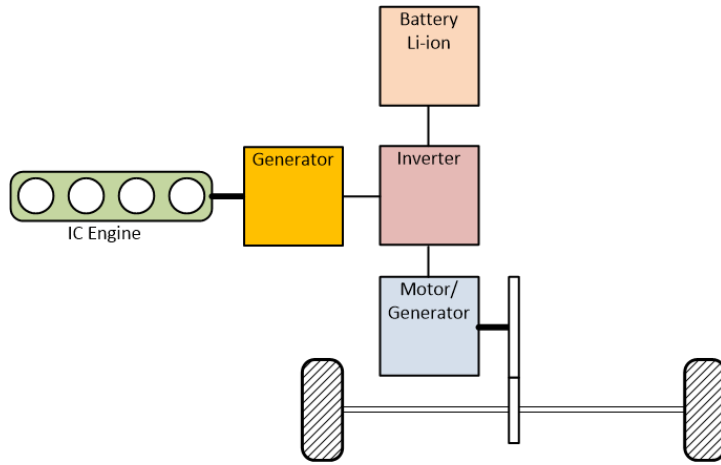 Battery
Li-ion
Generator
Inverter
IC Engine
Motor/
Generator